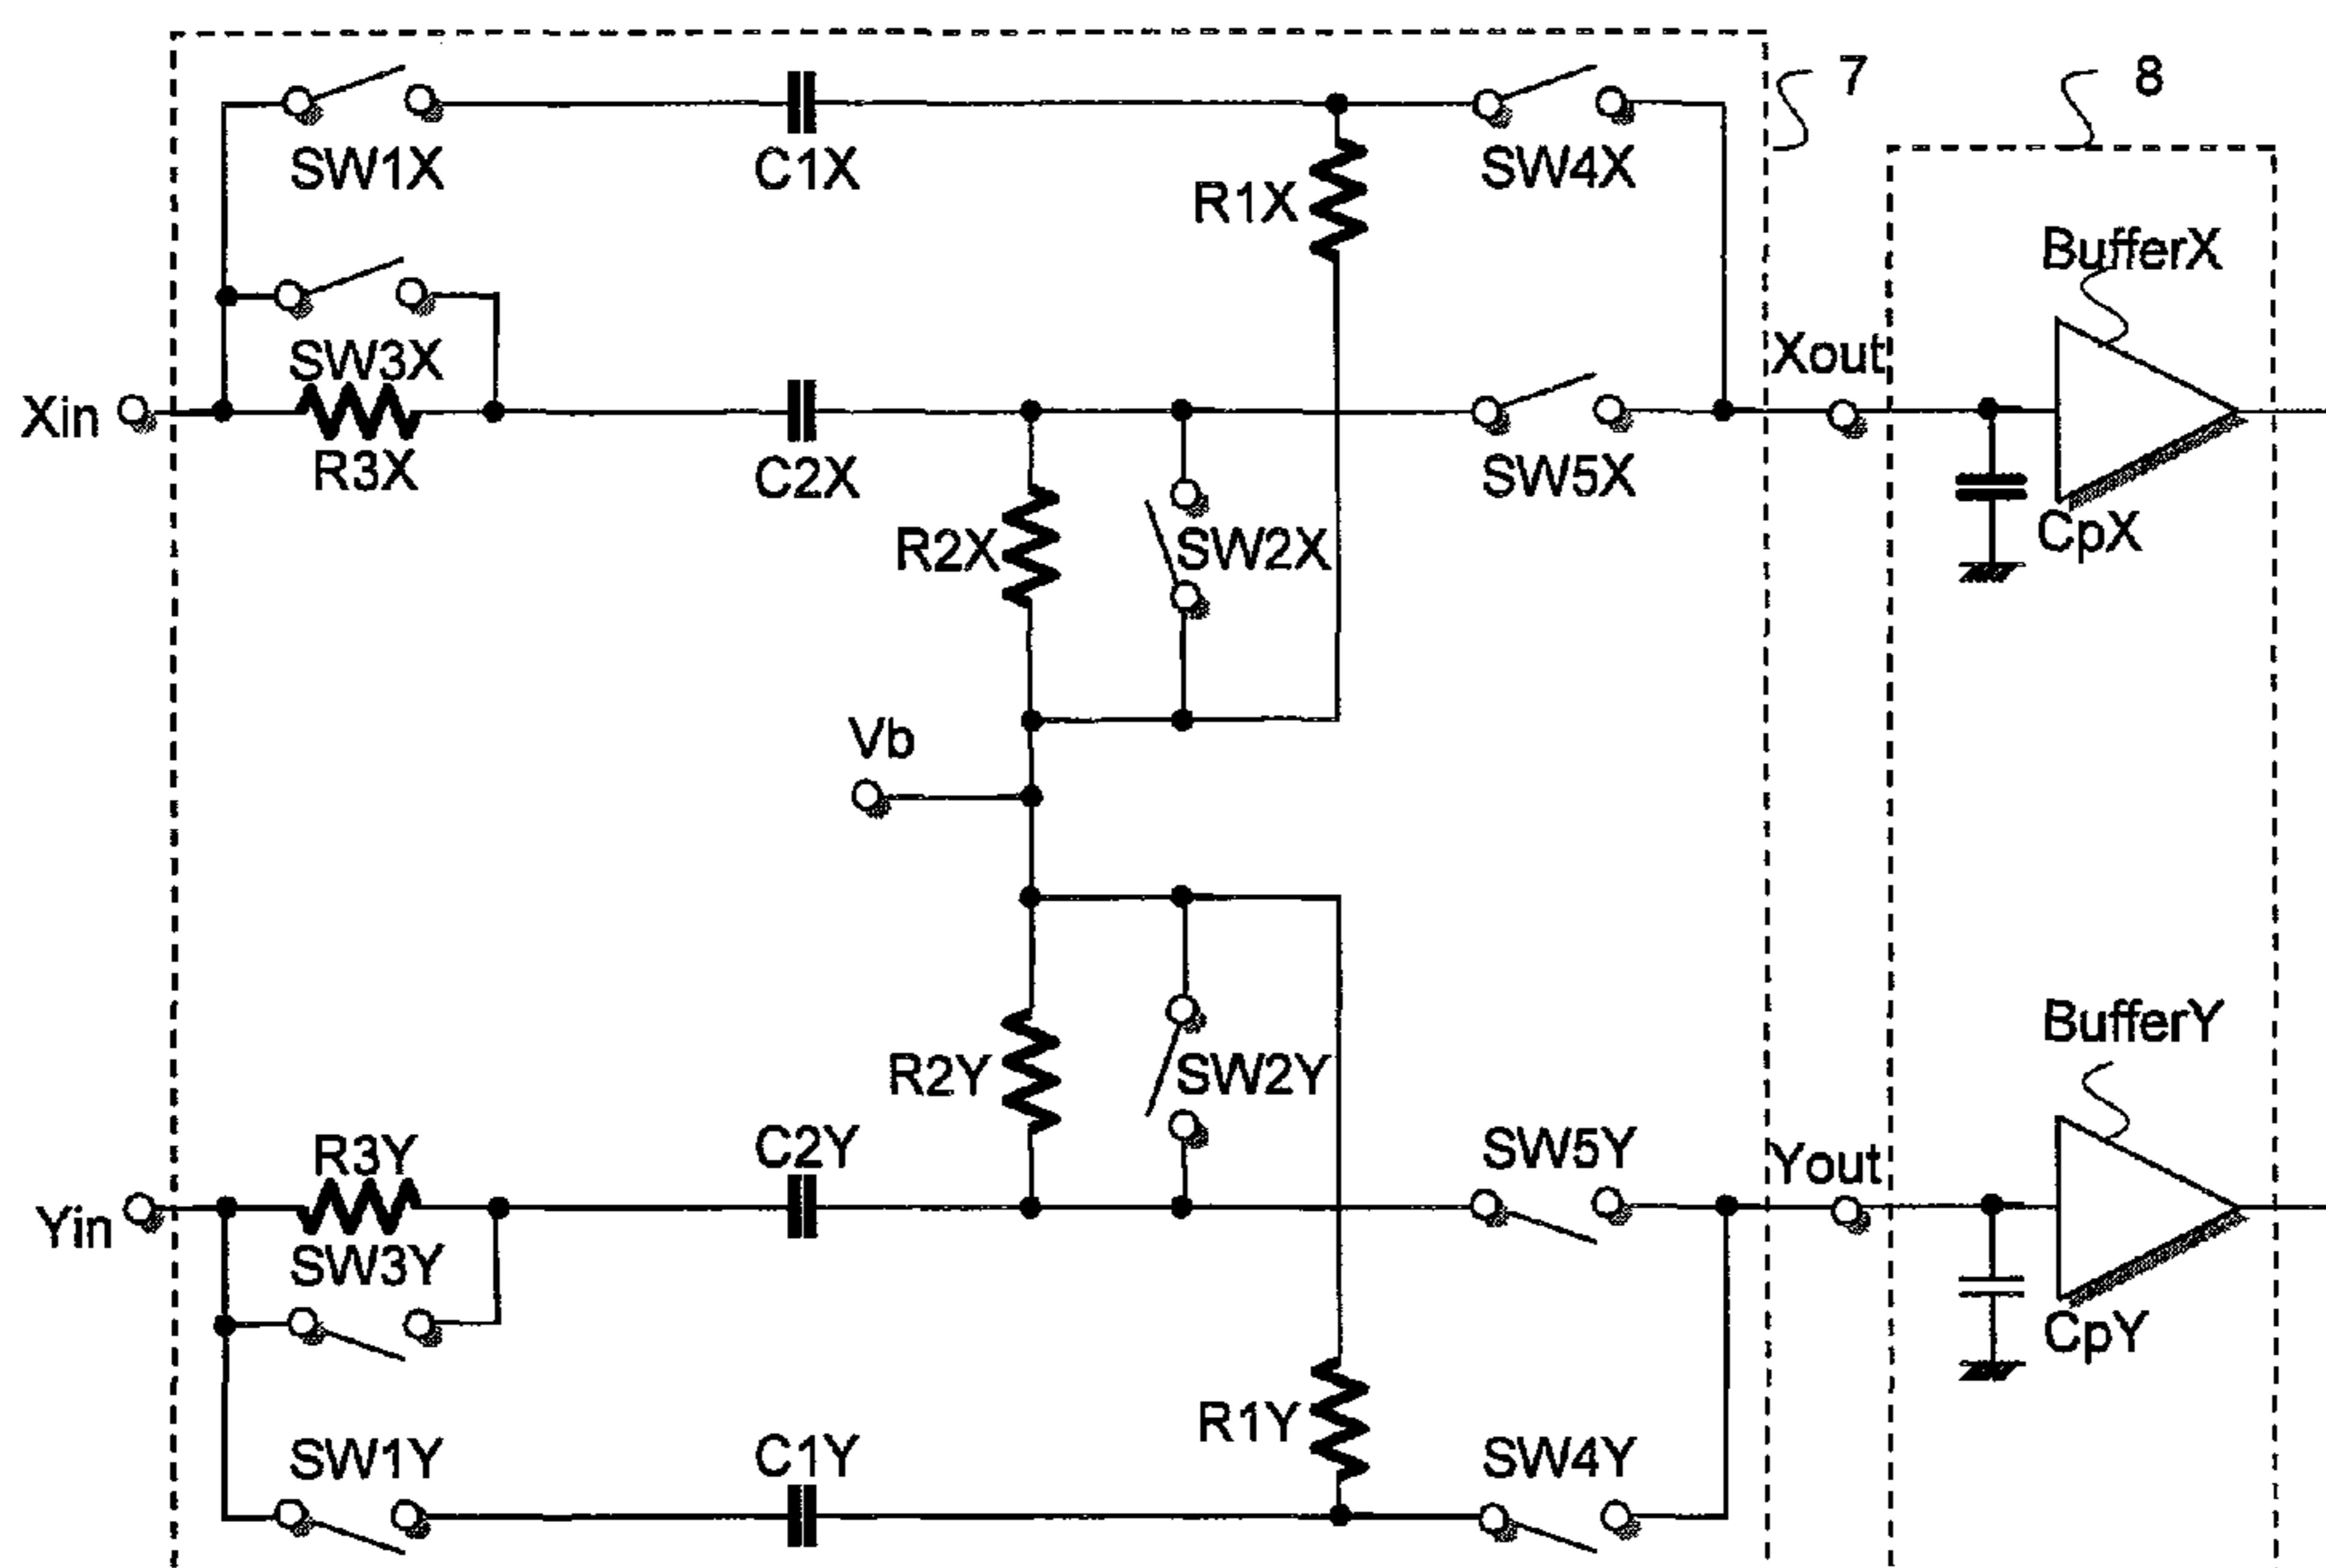 7
8
SW1X
C1X
SW4X
R1X
BufferX
SW3X
Xout
Xin
R3X
C2X
SW5X
R2X
SW2X
CpX
Vb
BufferY
R2Y
SW2Y
R3Y
C2Y
SW5Y
Yout
Yin
SW3Y
CpY
R1Y
SW1Y
C1Y
SW4Y